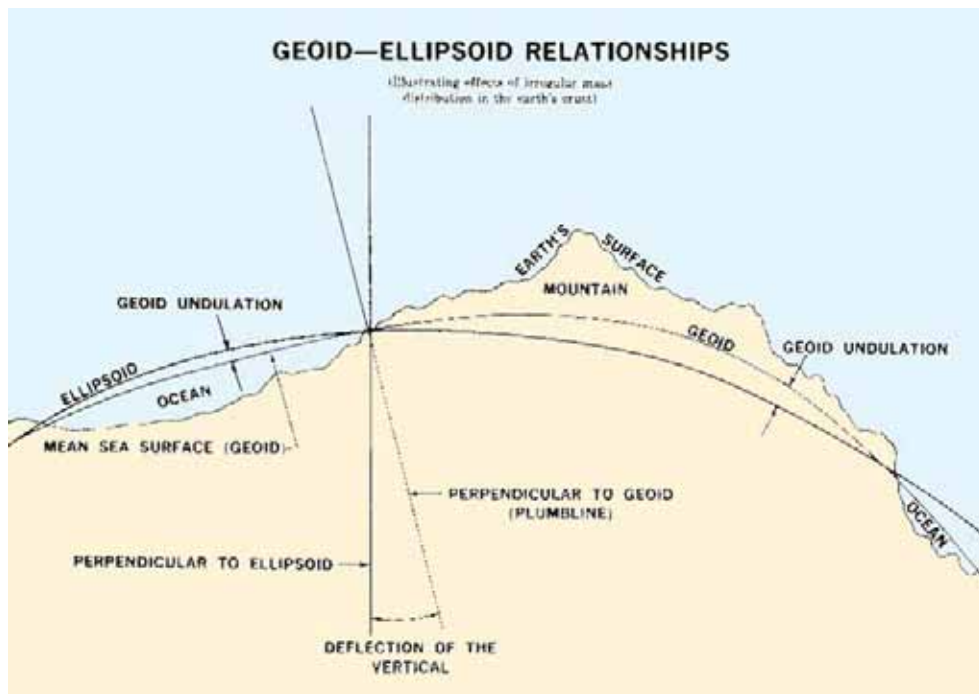 GEOID—ELLIPSOID RELATIONSHIPS
(Illustrating effects of irregular mass
distribution in the earth's crust)
EARTH'S SURFACE
MOUNTAIN
GEOID UNDULATION
GEOID
GEOID UNDULATION
ELLIPSOID
OCEAN
MEAN SEA SURFACE (GEOID)
PERPENDICULAR TO GEOID
(PLUMBLINE)
OCEAN
PERPENDICULAR TO ELLIPSOID
DEFLECTION OF THE
VERTICAL